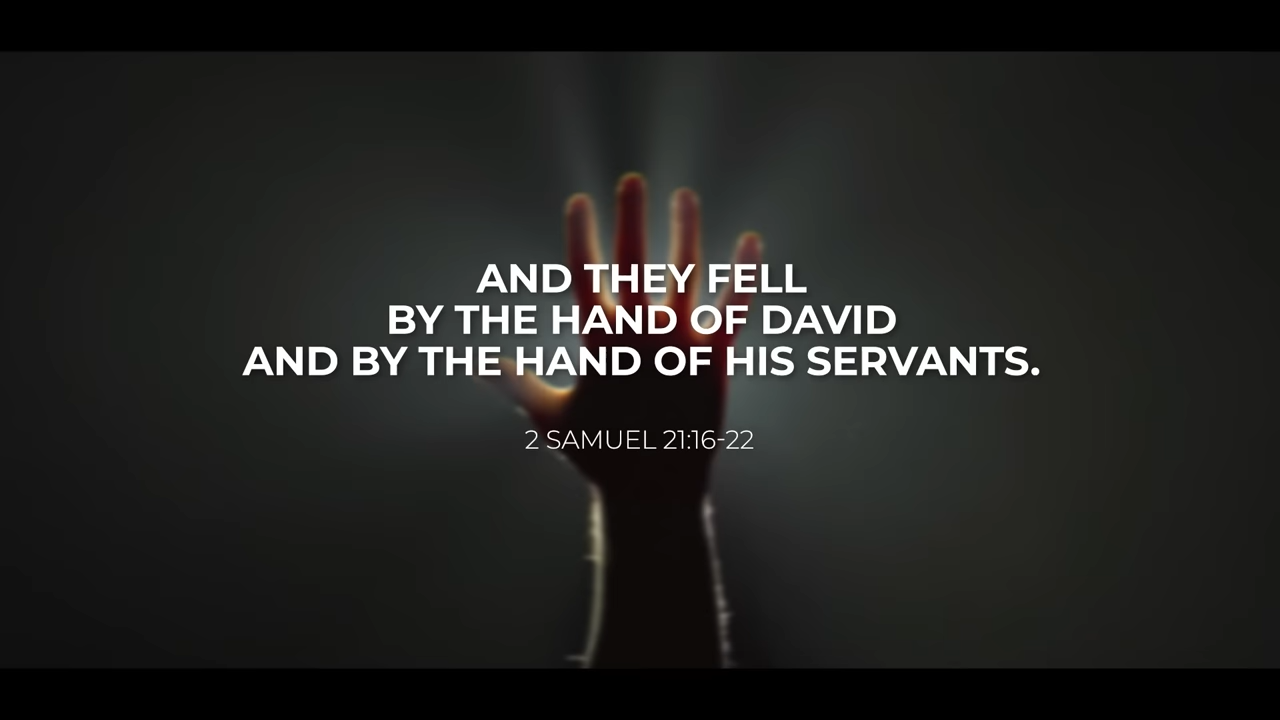 AND THEY FELL
BY THE HAND OF DAVID
AND BY THE HAND OF HIS SERVANTS.
2 SAMUEL 21:16-22